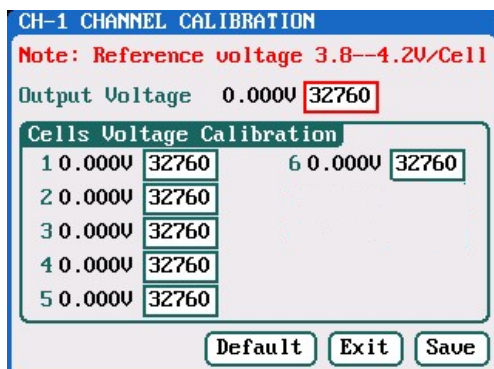 CH-1 CHANNEL CALIBRATION
Note: Reference voltage 3.8--4.2V/Cell
Output Voltage 0.000V 32760
Cells Voltage Calibration
1 0.000V 32760 6 0.000V 32760
2 0.000V 32760
3 0.000V 32760
4 0.000V 32760
5 0.000V 32760
Default Exit Save